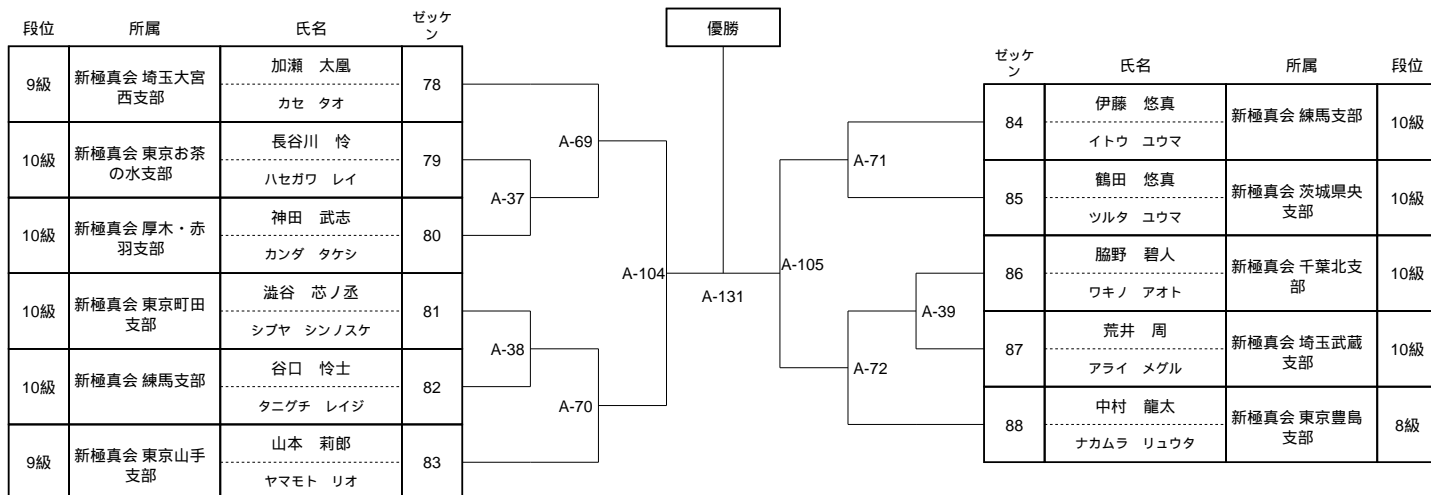 優勝
段位 所属 氏名 ゼッケ
ン
9級 新極真会 埼玉大宮
西支部 加瀬　太凰 78
カセ　タオ
10級 新極真会 東京お茶
の水支部 長谷川　怜 79
ハセガワ　レイ
10級 新極真会 厚木・赤
羽支部 神田　武志 80
カンダ　タケシ
10級 新極真会 東京町田
支部 澁谷　芯ノ丞 81
シブヤ　シンノスケ
10級 新極真会 練馬支部 谷口　怜士 82
タニグチ　レイジ
9級 新極真会 東京山手
支部 山本　莉郎 83
ヤマモト　リオ
A-69
A-37
A-104
A-38
A-70
A-131
A-105
A-71
A-39
A-72
ゼッケ
ン 氏名 所属 段位
84 伊藤　悠真 新極真会 練馬支部 10級
イトウ　ユウマ
85 鶴田　悠真 新極真会 茨城県央
支部 10級
ツルタ　ユウマ
86 脇野　碧人 新極真会 千葉北支
部 10級
ワキノ　アオト
87 荒井　周 新極真会 埼玉武蔵
支部 10級
アライ　メグル
88 中村　龍太 新極真会 東京豊島
支部 8級
ナカムラ　リュウタ